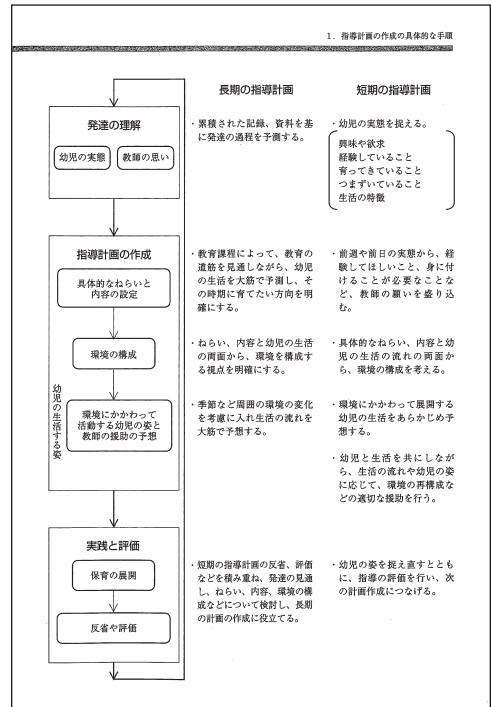 1. 指導計画の作成の具体的な手順
長期の指導計画
短期の指導計画
発達の理解
幼児の実態
教師の思い
・累積された記録、資料を基
に発達の過程を予測する。
・幼児の実態を捉える。
興味や欲求
経験していること
育ってきていること
つまずいていること
生活の特徴
幼児の生活する姿
指導計画の作成
具体的なねらいと
内容の設定
環境の構成
環境にかかわって
活動する幼児の姿と
教師の援助の予想
・教育課程によって、教育の
道筋を見通しながら、幼児
の生活を大筋で予測し、そ
の時期に育てたい方向を明
確にする。
・前週や前日の実態から、経
験してほしいこと、身に付
けることが必要なことな
ど、教師の願いを盛り込
む。
・ねらい、内容と幼児の生活
の両面から、環境を構成す
る視点を明確にする。
・具体的なねらい、内容と幼
児の生活の流れの両面か
ら、環境の構成を考える。
・季節など周囲の環境の変化
を考慮に入れ生活の流れを
大筋で予想する。
・環境にかかわって展開する
幼児の生活をあらかじめ予
想する。
・幼児と生活を共にしなが
ら、生活の流れや幼児の姿
に応じて、環境の再構成な
どの適切な援助を行う。
実践と評価
保育の展開
反省や評価
・短期の指導計画の反省、評価
などを積み重ね、発達の見通
し、ねらい、内容、環境の構
成などについて検討し、長期
の計画の作成に役立てる。
・幼児の姿を捉え直すととも
に、指導の評価を行い、次
の計画作成につなげる。